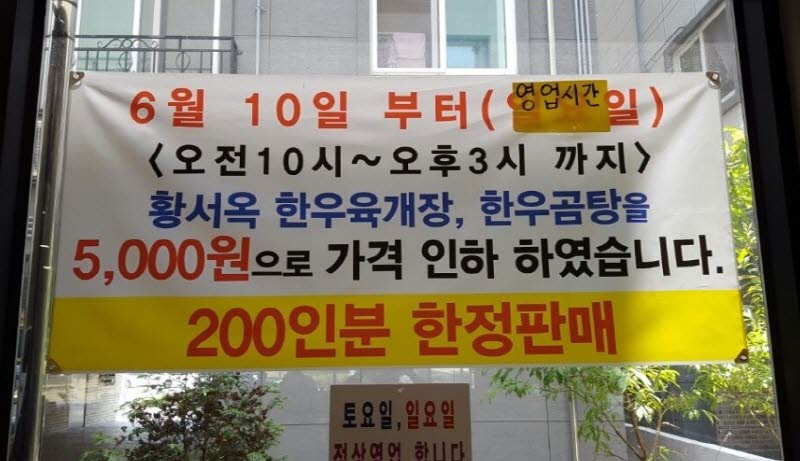 6월 10일 부터(영업시간일)
<오전10시~오후3시 까지>
황서옥 한우육개장, 한우곰탕을
5,000원으로 가격 인하 하였습니다.
200인분 한정판매
토요일,일요일
정상영업 합니다